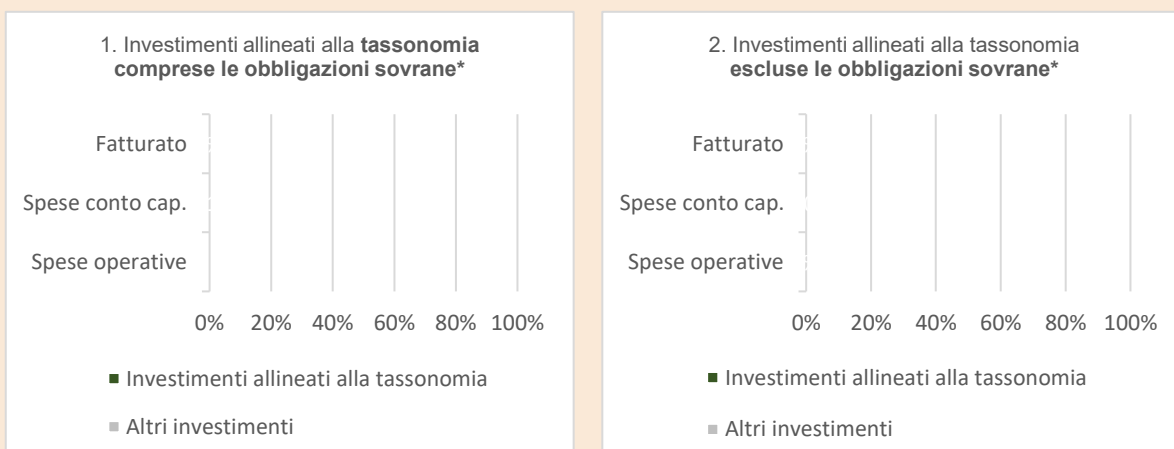 1. Investimenti allineati alla tassonomia
comprese le obbligazioni sovrane*
Fatturato
Spese conto cap.
Spese operative
0% 20% 40% 60% 80% 100%
Investimenti allineati alla tassonomia
Altri investimenti
2. Investimenti allineati alla tassonomia
escluse le obbligazioni sovrane*
Fatturato
Spese conto cap.
Spese operative
0% 20% 40% 60% 80% 100%
Investimenti allineati alla tassonomia
Altri investimenti